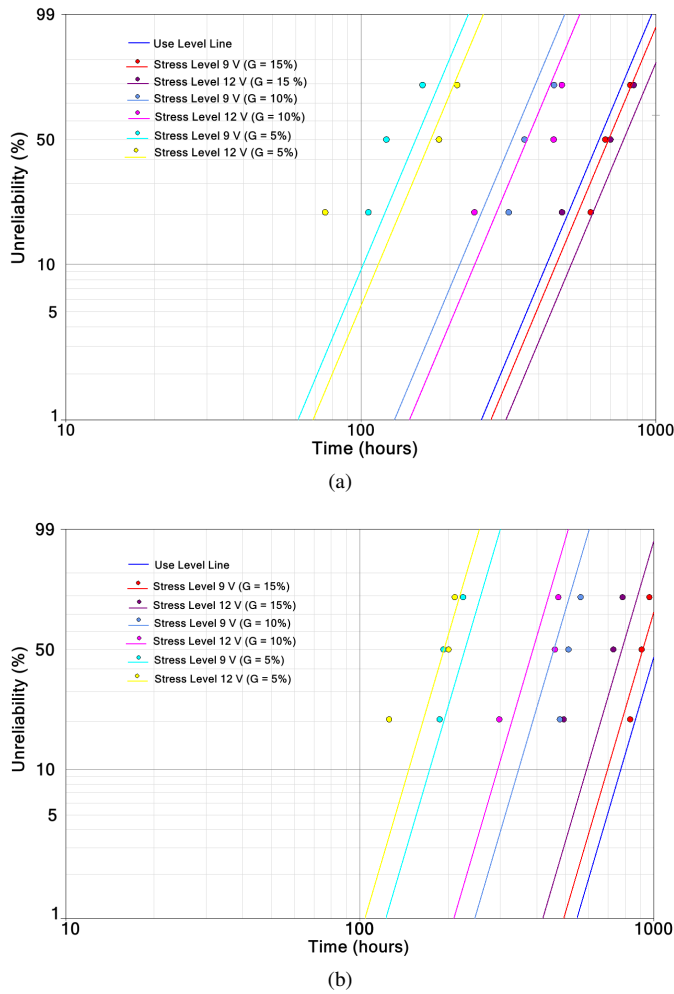 99
Use Level Line
Stress Level 9 V (G = 15%)
Stress Level 12 V (G = 15 %)
Stress Level 9 V (G = 10%)
Stress Level 12 V (G = 10%)
Stress Level 9 V (G = 5%)
Stress Level 12 V (G = 5%)
50
Unreliability (%)
10
5
1
10 100 1000
Time (hours)
(a)
99
Use Level Line
Stress Level 9 V (G = 15%)
Stress Level 12 V (G = 15%)
Stress Level 9 V (G = 10%)
Stress Level 12 V (G = 10%)
Stress Level 9 V (G = 5%)
Stress Level 12 V (G = 5%)
50
Unreliability (%)
10
5
1
10 100 1000
Time (hours)
(b)